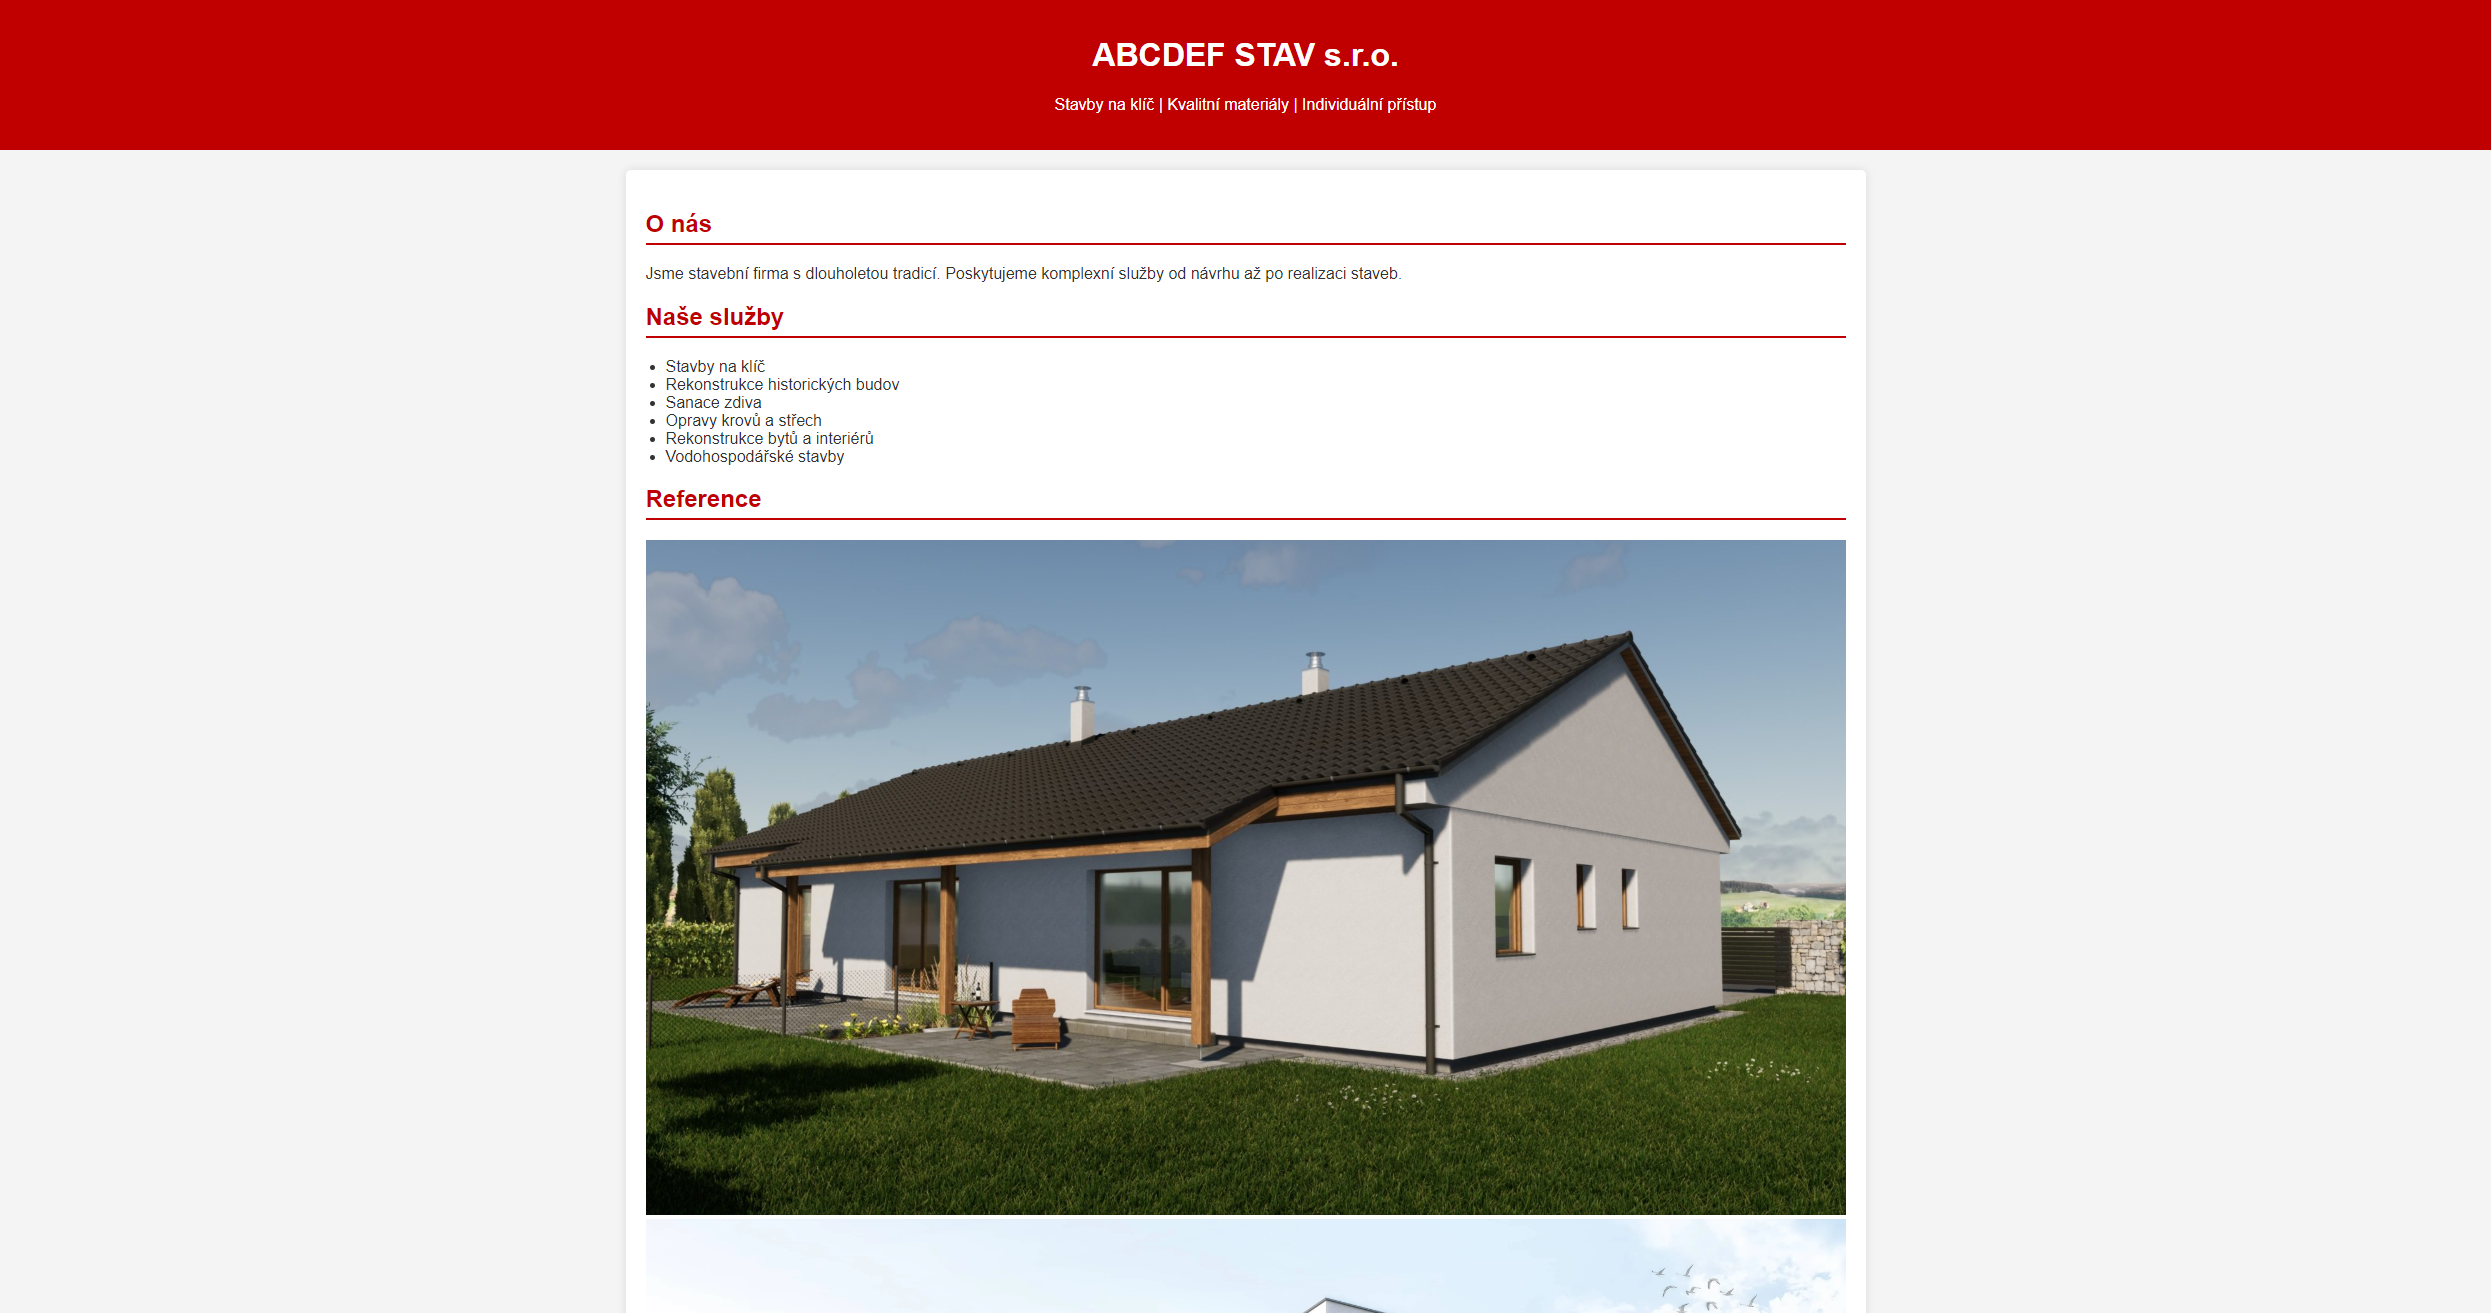 ABCDEF STAV s.r.o.
Stavby na klíč | Kvalitní materiály | Individuální přístup
O nás
Jsme stavební firma s dlouholetou tradicí. Poskytujeme komplexní služby od návrhu až po realizaci staveb.
Naše služby
Stavby na klíč
Rekonstrukce historických budov
Sanace zdiva
Opravy krovů a střech
Rekonstrukce bytů a interiérů
Vodohospodářské stavby
Reference